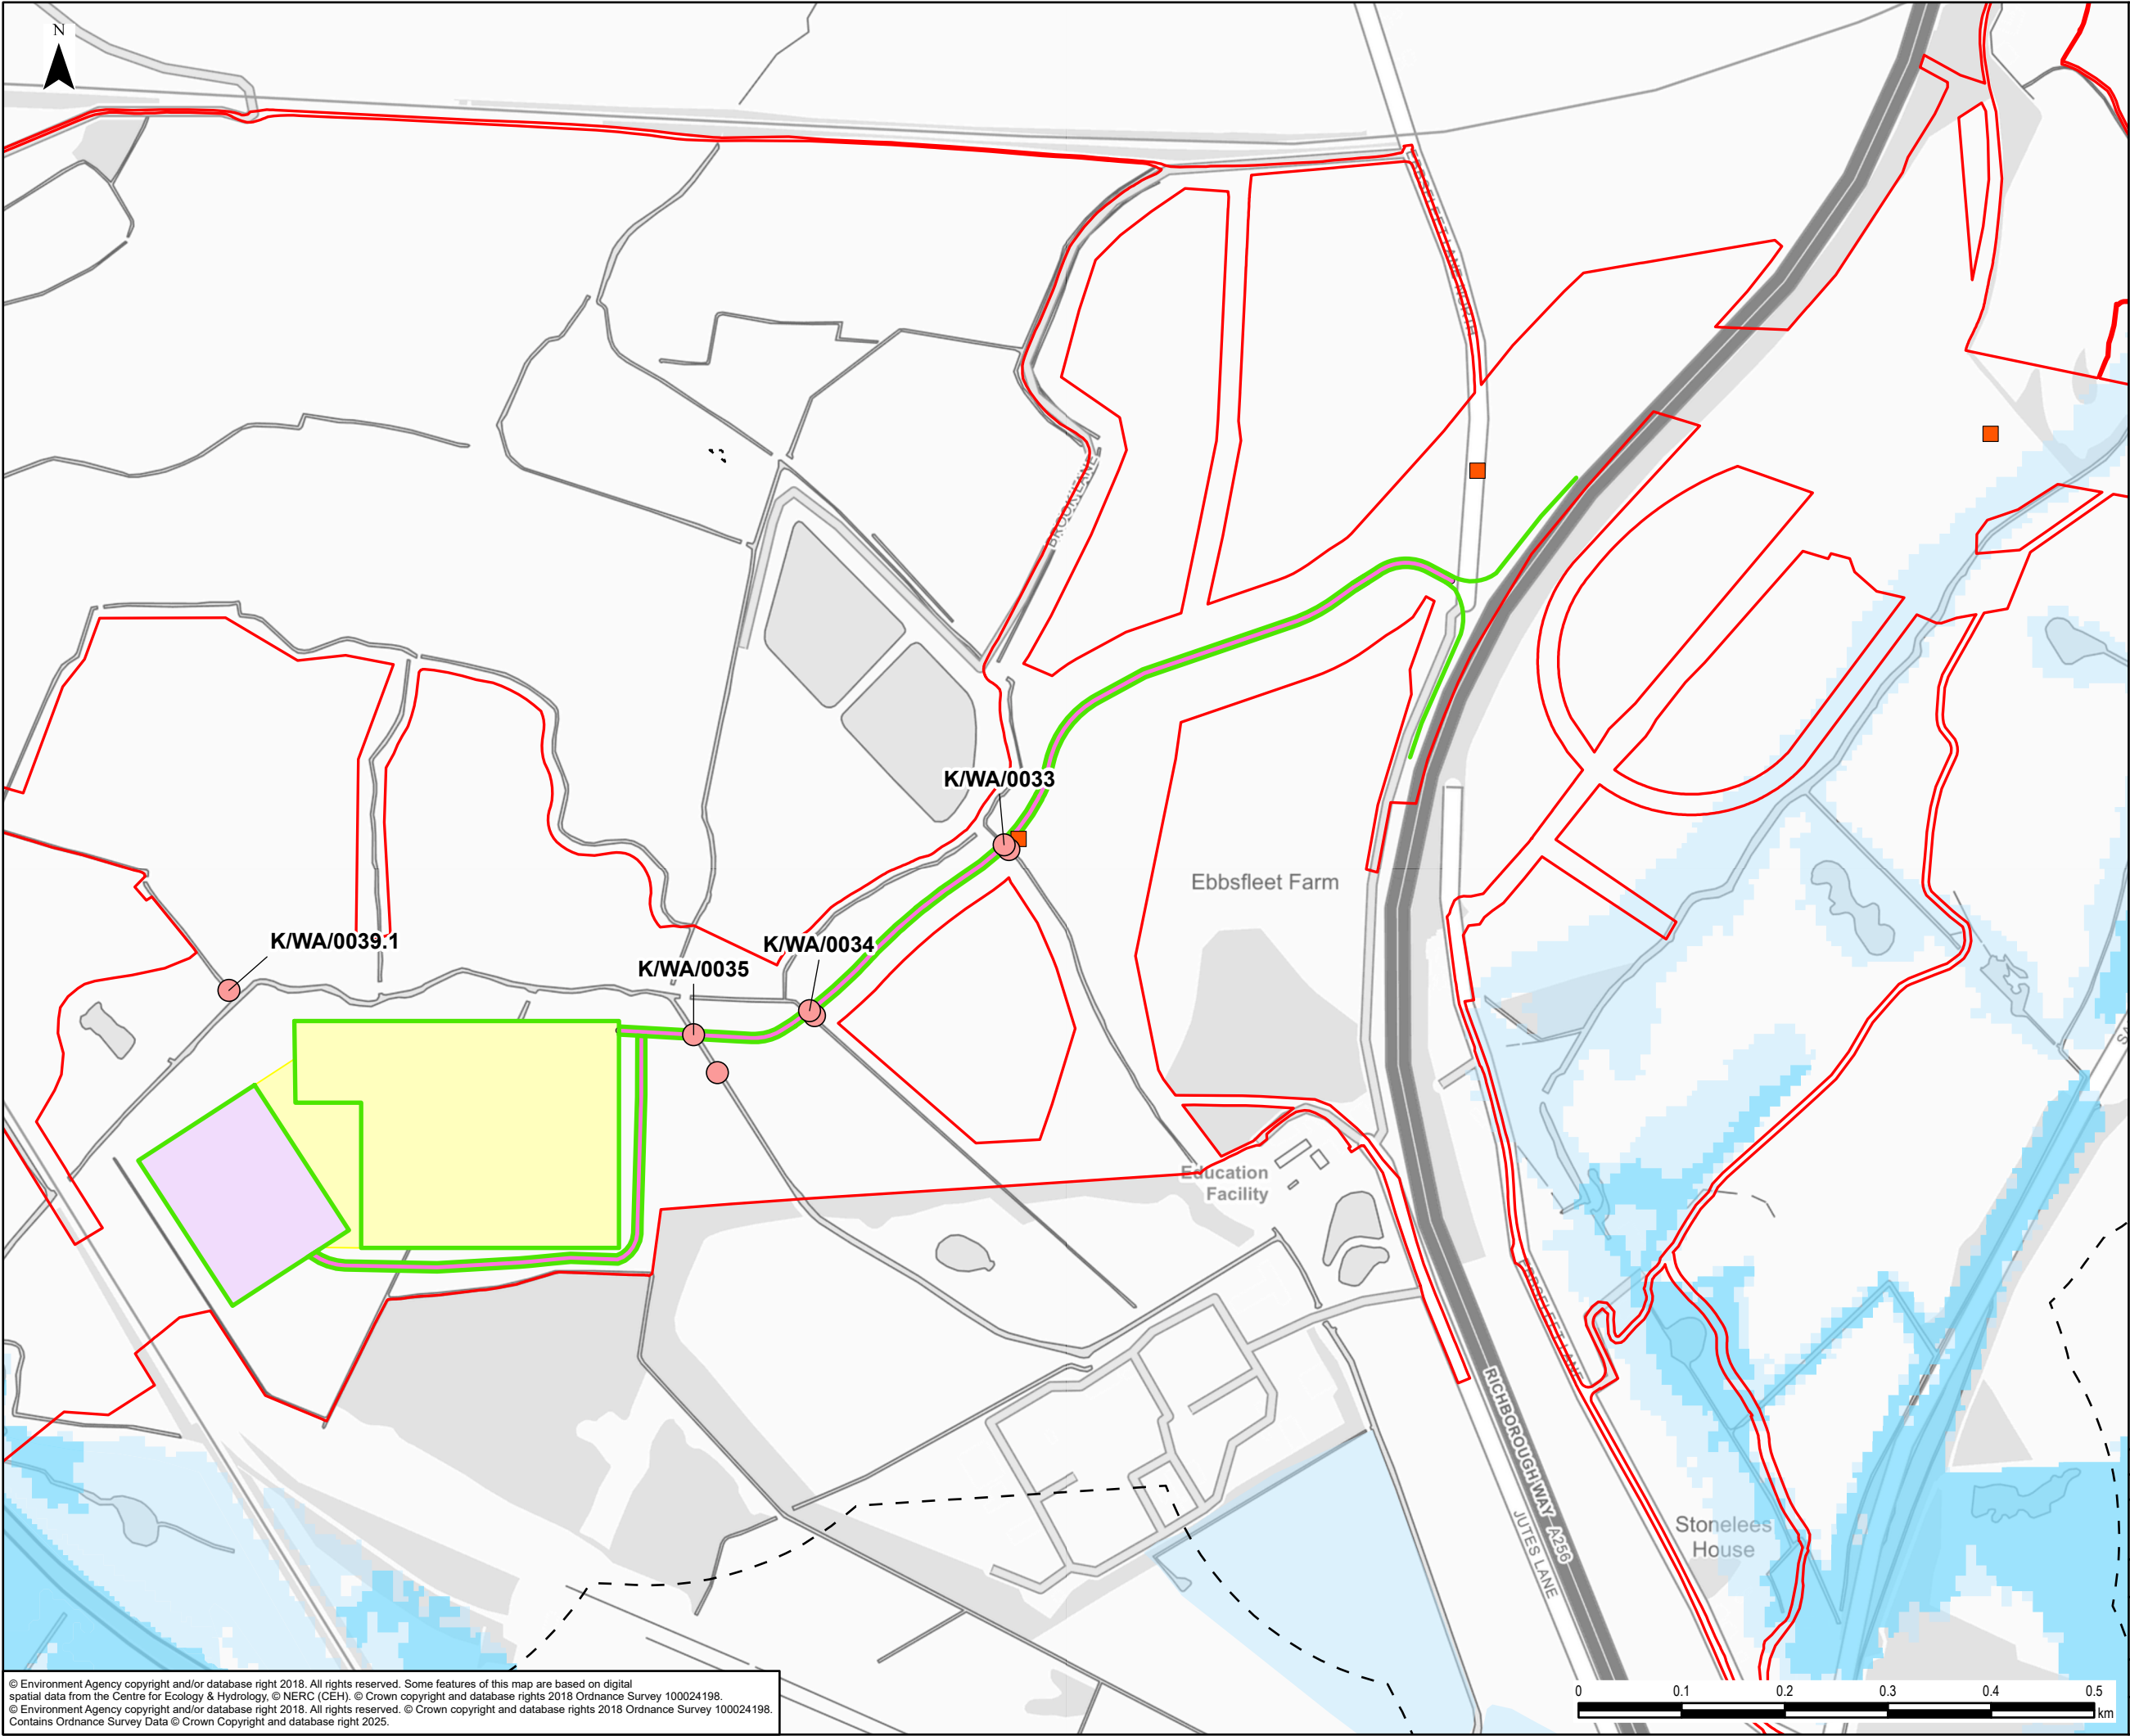 N
BROOK LANE
K/WA/0033
Ebbsfleet Farm
K/WA/0039.1
K/WA/0034
K/WA/0035
Education
Facility
EBBSFLEET LANE
RICHBOROUGH WAY A256
JUTES LANE
Stonelees
House
© Environment Agency copyright and/or database right 2018. All rights reserved. Some features of this map are based on digital
spatial data from the Centre for Ecology & Hydrology, © NERC (CEH). © Crown copyright and database rights 2018 Ordnance Survey 100024198.
© Environment Agency copyright and/or database right 2018. All rights reserved. © Crown copyright and database rights 2018 Ordnance Survey 100024198.
Contains Ordnance Survey Data © Crown Copyright and database right 2025.
0 0.1 0.2 0.3 0.4 0.5
km